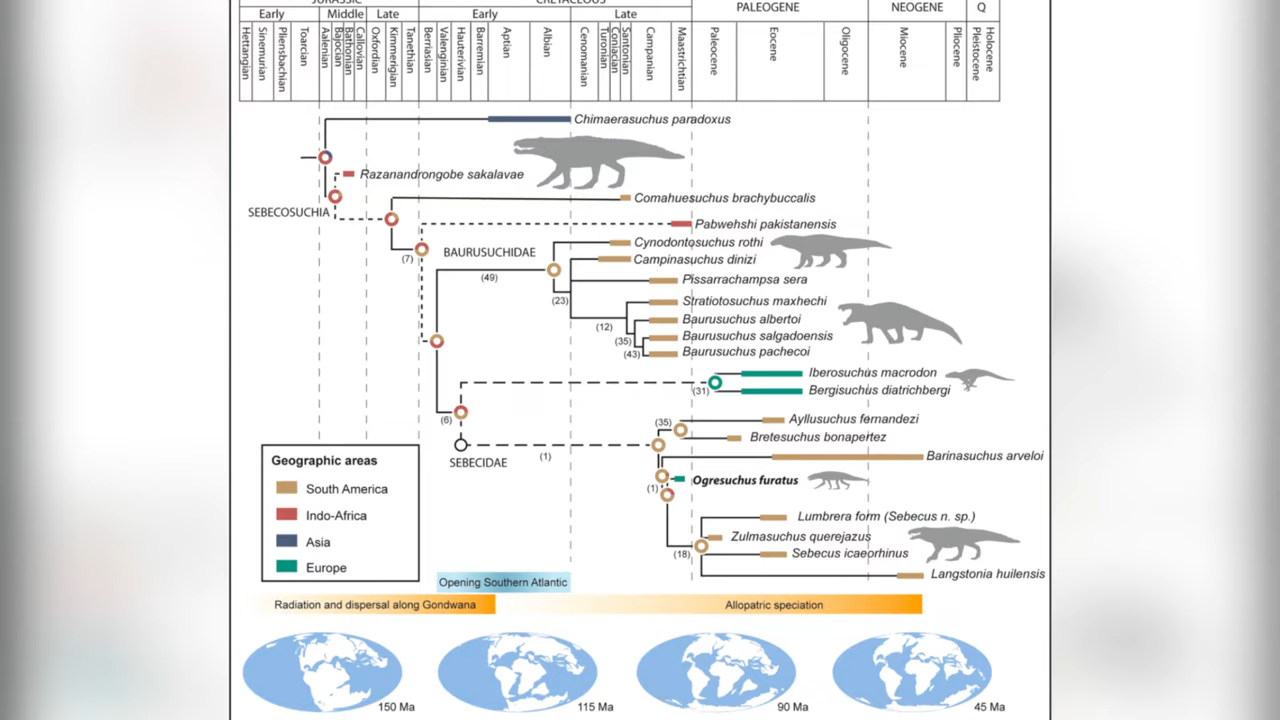 JURASSIC
CRETACEOUS
PALEOGENE
NEOGENE
Q
Early
Middle
Late
Early
Late
Hettangian
Sinemurian
Pliensbachian
Toarcian
Aalenian
Bajocian
Bathonian
Callovian
Oxfordian
Kimmerigian
Tanethian
Berriasian
Valenginian
Hauterivian
Barremian
Aptian
Albian
Cenomanian
Turonian
Coniacian
Santonian
Campanian
Maastrichtian
Paleocene
Eocene
Oligocene
Miocene
Pliocene
Pleistocene
Holocene
Chimaerasuchus paradoxus
Razanandrongobe sakalavae
Comahuesuchus brachybuccalis
SEBECOSUCHIA
Pabwehshi pakistanensis
(7)
BAURUSUCHIDAE
Cynodontosuchus rothi
Campinasuchus dinizi
(49)
Pissarrachampsa sera
(23)
Stratiotosuchus maxhechi
(12)
Baurusuchus albertoi
(35)
Baurusuchus salgadoensis
(43)
Baurusuchus pachecoi
Iberosuchus macrodon
(31)
Bergisuchus diatrichbergi
(6)
(35)
Ayllusuchus fernandezi
Bretesuchus bonapertez
SEBECIDAE
(1)
Barinasuchus arveloi
(1)
Ogresuchus furatus
Lumbrera form (Sebecus n. sp.)
Zulmasuchus querejazus
(18)
Sebecus icaeorhinus
Langstonia huilensis
Geographic areas
South America
Indo-Africa
Asia
Europe
Opening Southern Atlantic
Radiation and dispersal along Gondwana
Allopatric speciation
150 Ma
115 Ma
90 Ma
45 Ma